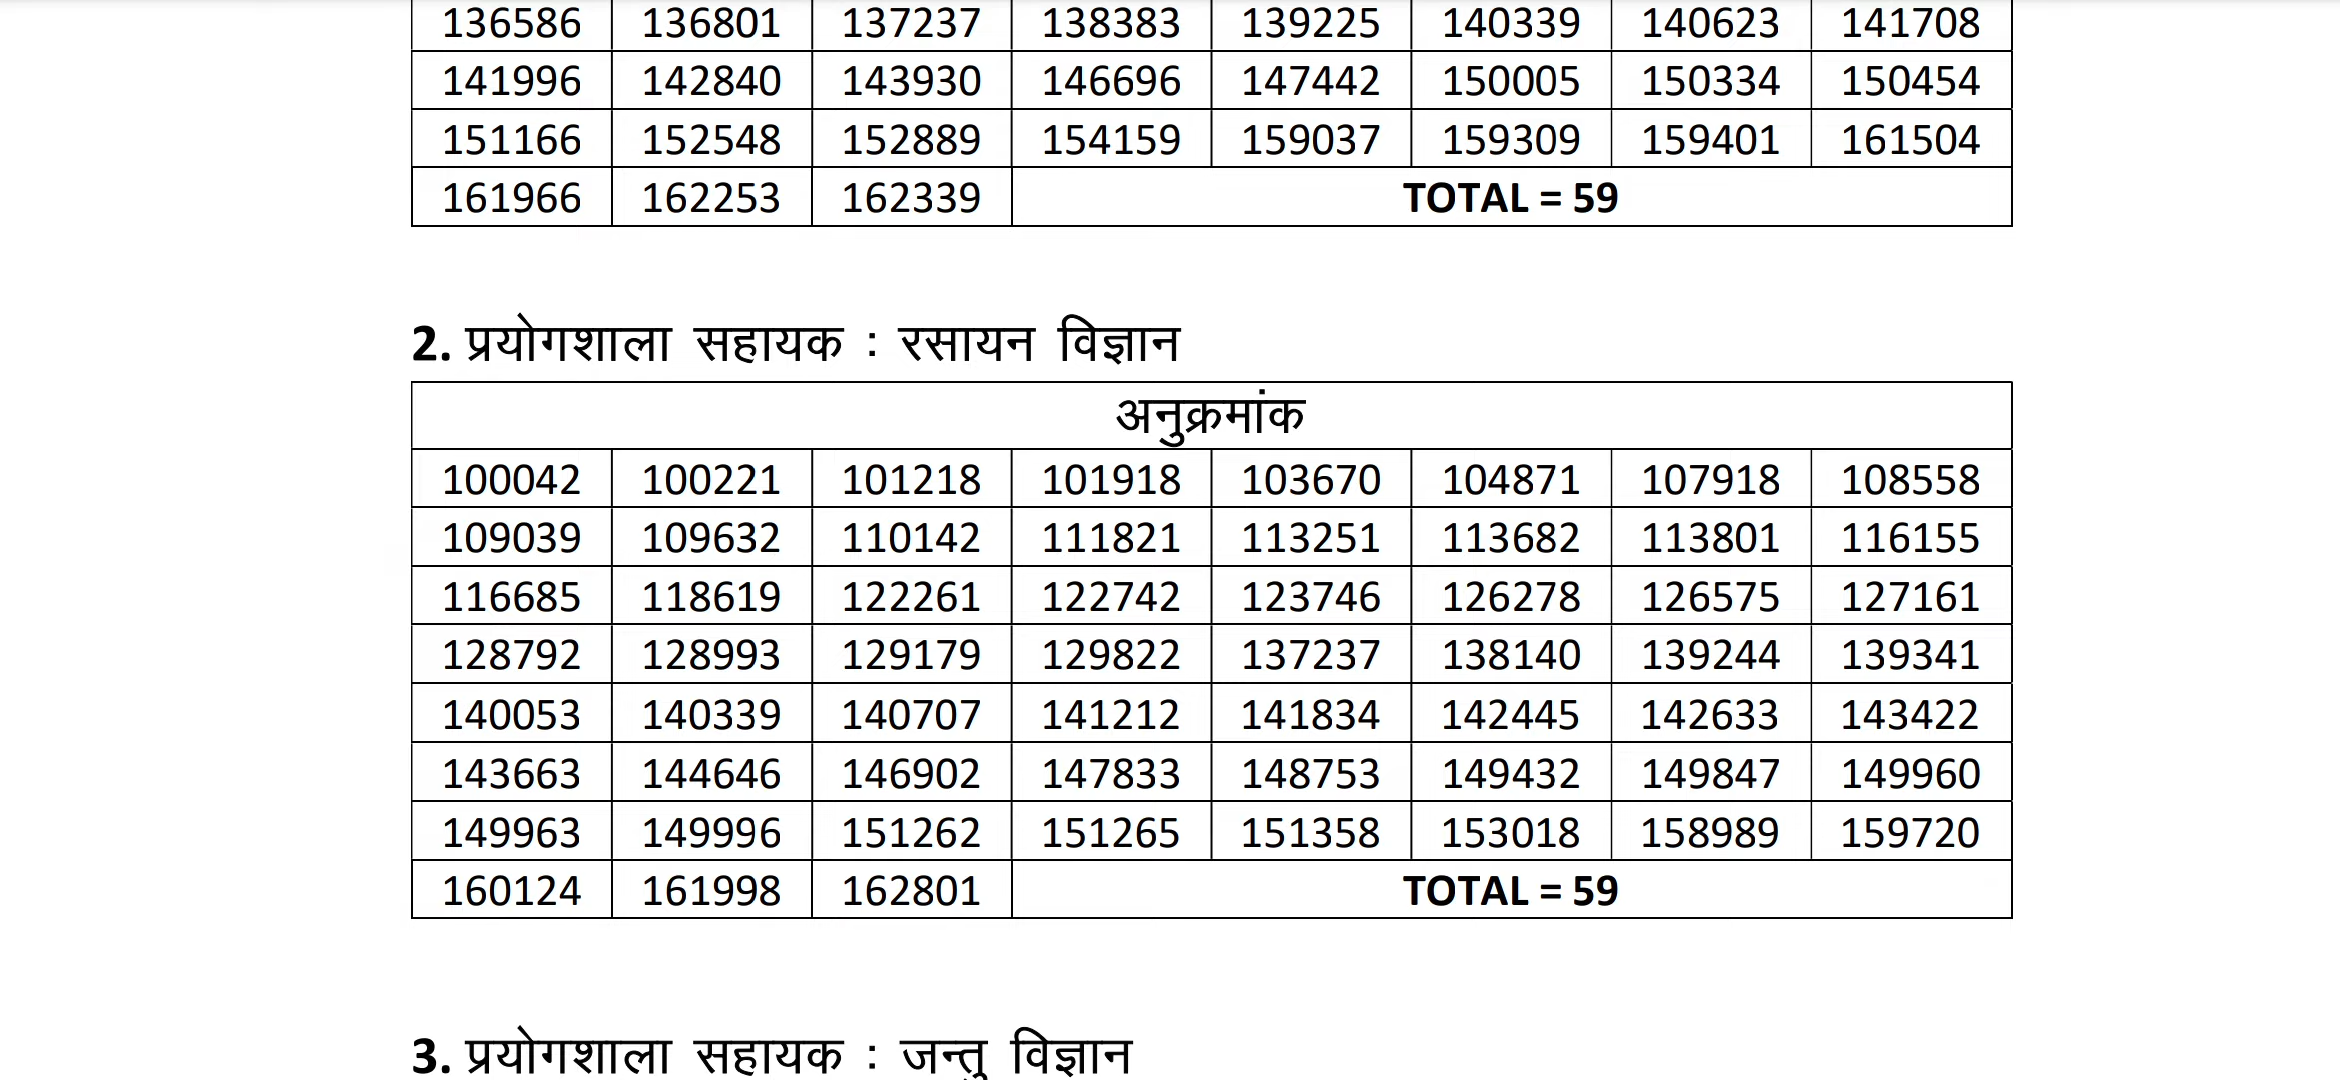 136586 136801 137237 138383 139225 140339 140623 141708
141996 142840 143930 146696 147442 150005 150334 150454
151166 152548 152889 154159 159037 159309 159401 161504
161966 162253 162339 TOTAL = 59
2. प्रयोगशाला सहायक : रसायन विज्ञान
अनुक्रमांक
100042 100221 101218 101918 103670 104871 107918 108558
109039 109632 110142 111821 113251 113682 113801 116155
116685 118619 122261 122742 123746 126278 126575 127161
128792 128993 129179 129822 137237 138140 139244 139341
140053 140339 140707 141212 141834 142445 142633 143422
143663 144646 146902 147833 148753 149432 149847 149960
149963 149996 151262 151265 151358 153018 158989 159720
160124 161998 162801 TOTAL = 59
3. प्रयोगशाला सहायक : जन्तु विज्ञान